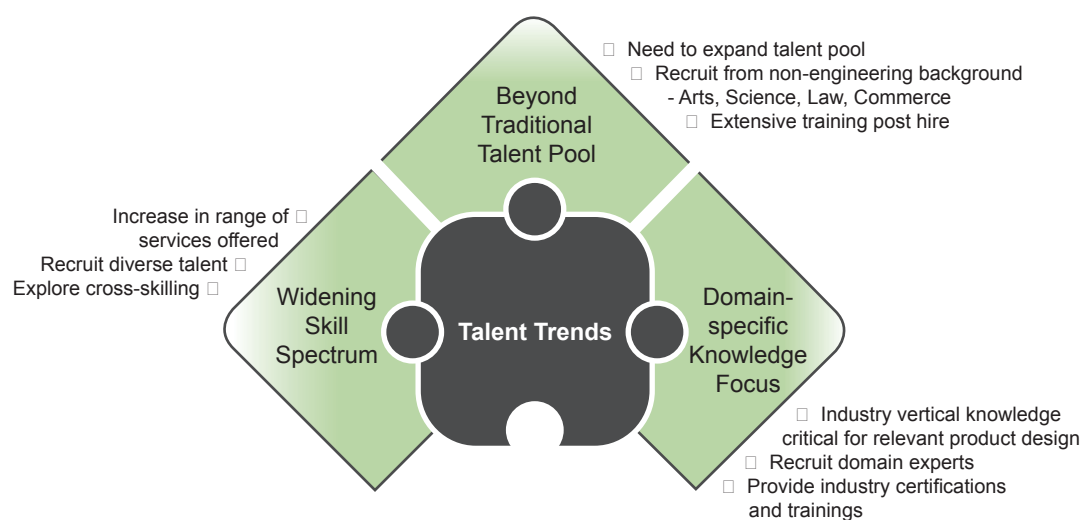 Beyond
Traditional
Talent Pool
□ Need to expand talent pool
□ Recruit from non-engineering background
- Arts, Science, Law, Commerce
□ Extensive training post hire
Increase in range of □
services offered
Recruit diverse talent □
Explore cross-skilling □
Widening
Skill
Spectrum
Talent Trends
Domain-
specific
Knowledge
Focus
□ Industry vertical knowledge
critical for relevant product design
□ Recruit domain experts
□ Provide industry certifications
and trainings